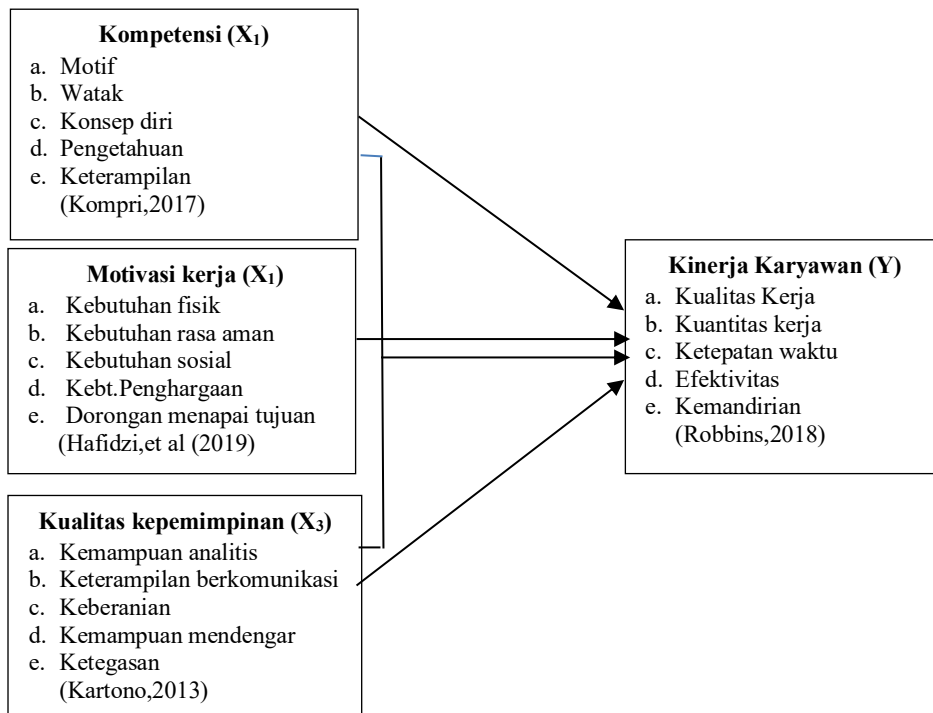 Kompetensi (X₁)
a. Motif
b. Watak
c. Konsep diri
d. Pengetahuan
e. Keterampilan
(Kompri,2017)
Motivasi kerja (X₁)
a. Kebutuhan fisik
b. Kebutuhan rasa aman
c. Kebutuhan sosial
d. Kebt.Penghargaan
e. Dorongan menapai tujuan
(Hafidzi,et al (2019)
Kualitas kepemimpinan (X₃)
a. Kemampuan analitis
b. Keterampilan berkomunikasi
c. Keberanian
d. Kemampuan mendengar
e. Ketegasan
(Kartono,2013)
Kinerja Karyawan (Y)
a. Kualitas Kerja
b. Kuantitas kerja
c. Ketepatan waktu
d. Efektivitas
e. Kemandirian
(Robbins,2018)